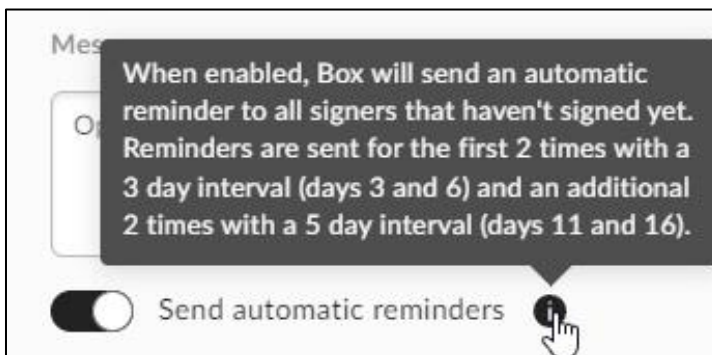 Mes
When enabled, Box will send an automatic
reminder to all signers that haven't signed yet.
Reminders are sent for the first 2 times with a
3 day interval (days 3 and 6) and an additional
2 times with a 5 day interval (days 11 and 16).
Op
Send automatic reminders